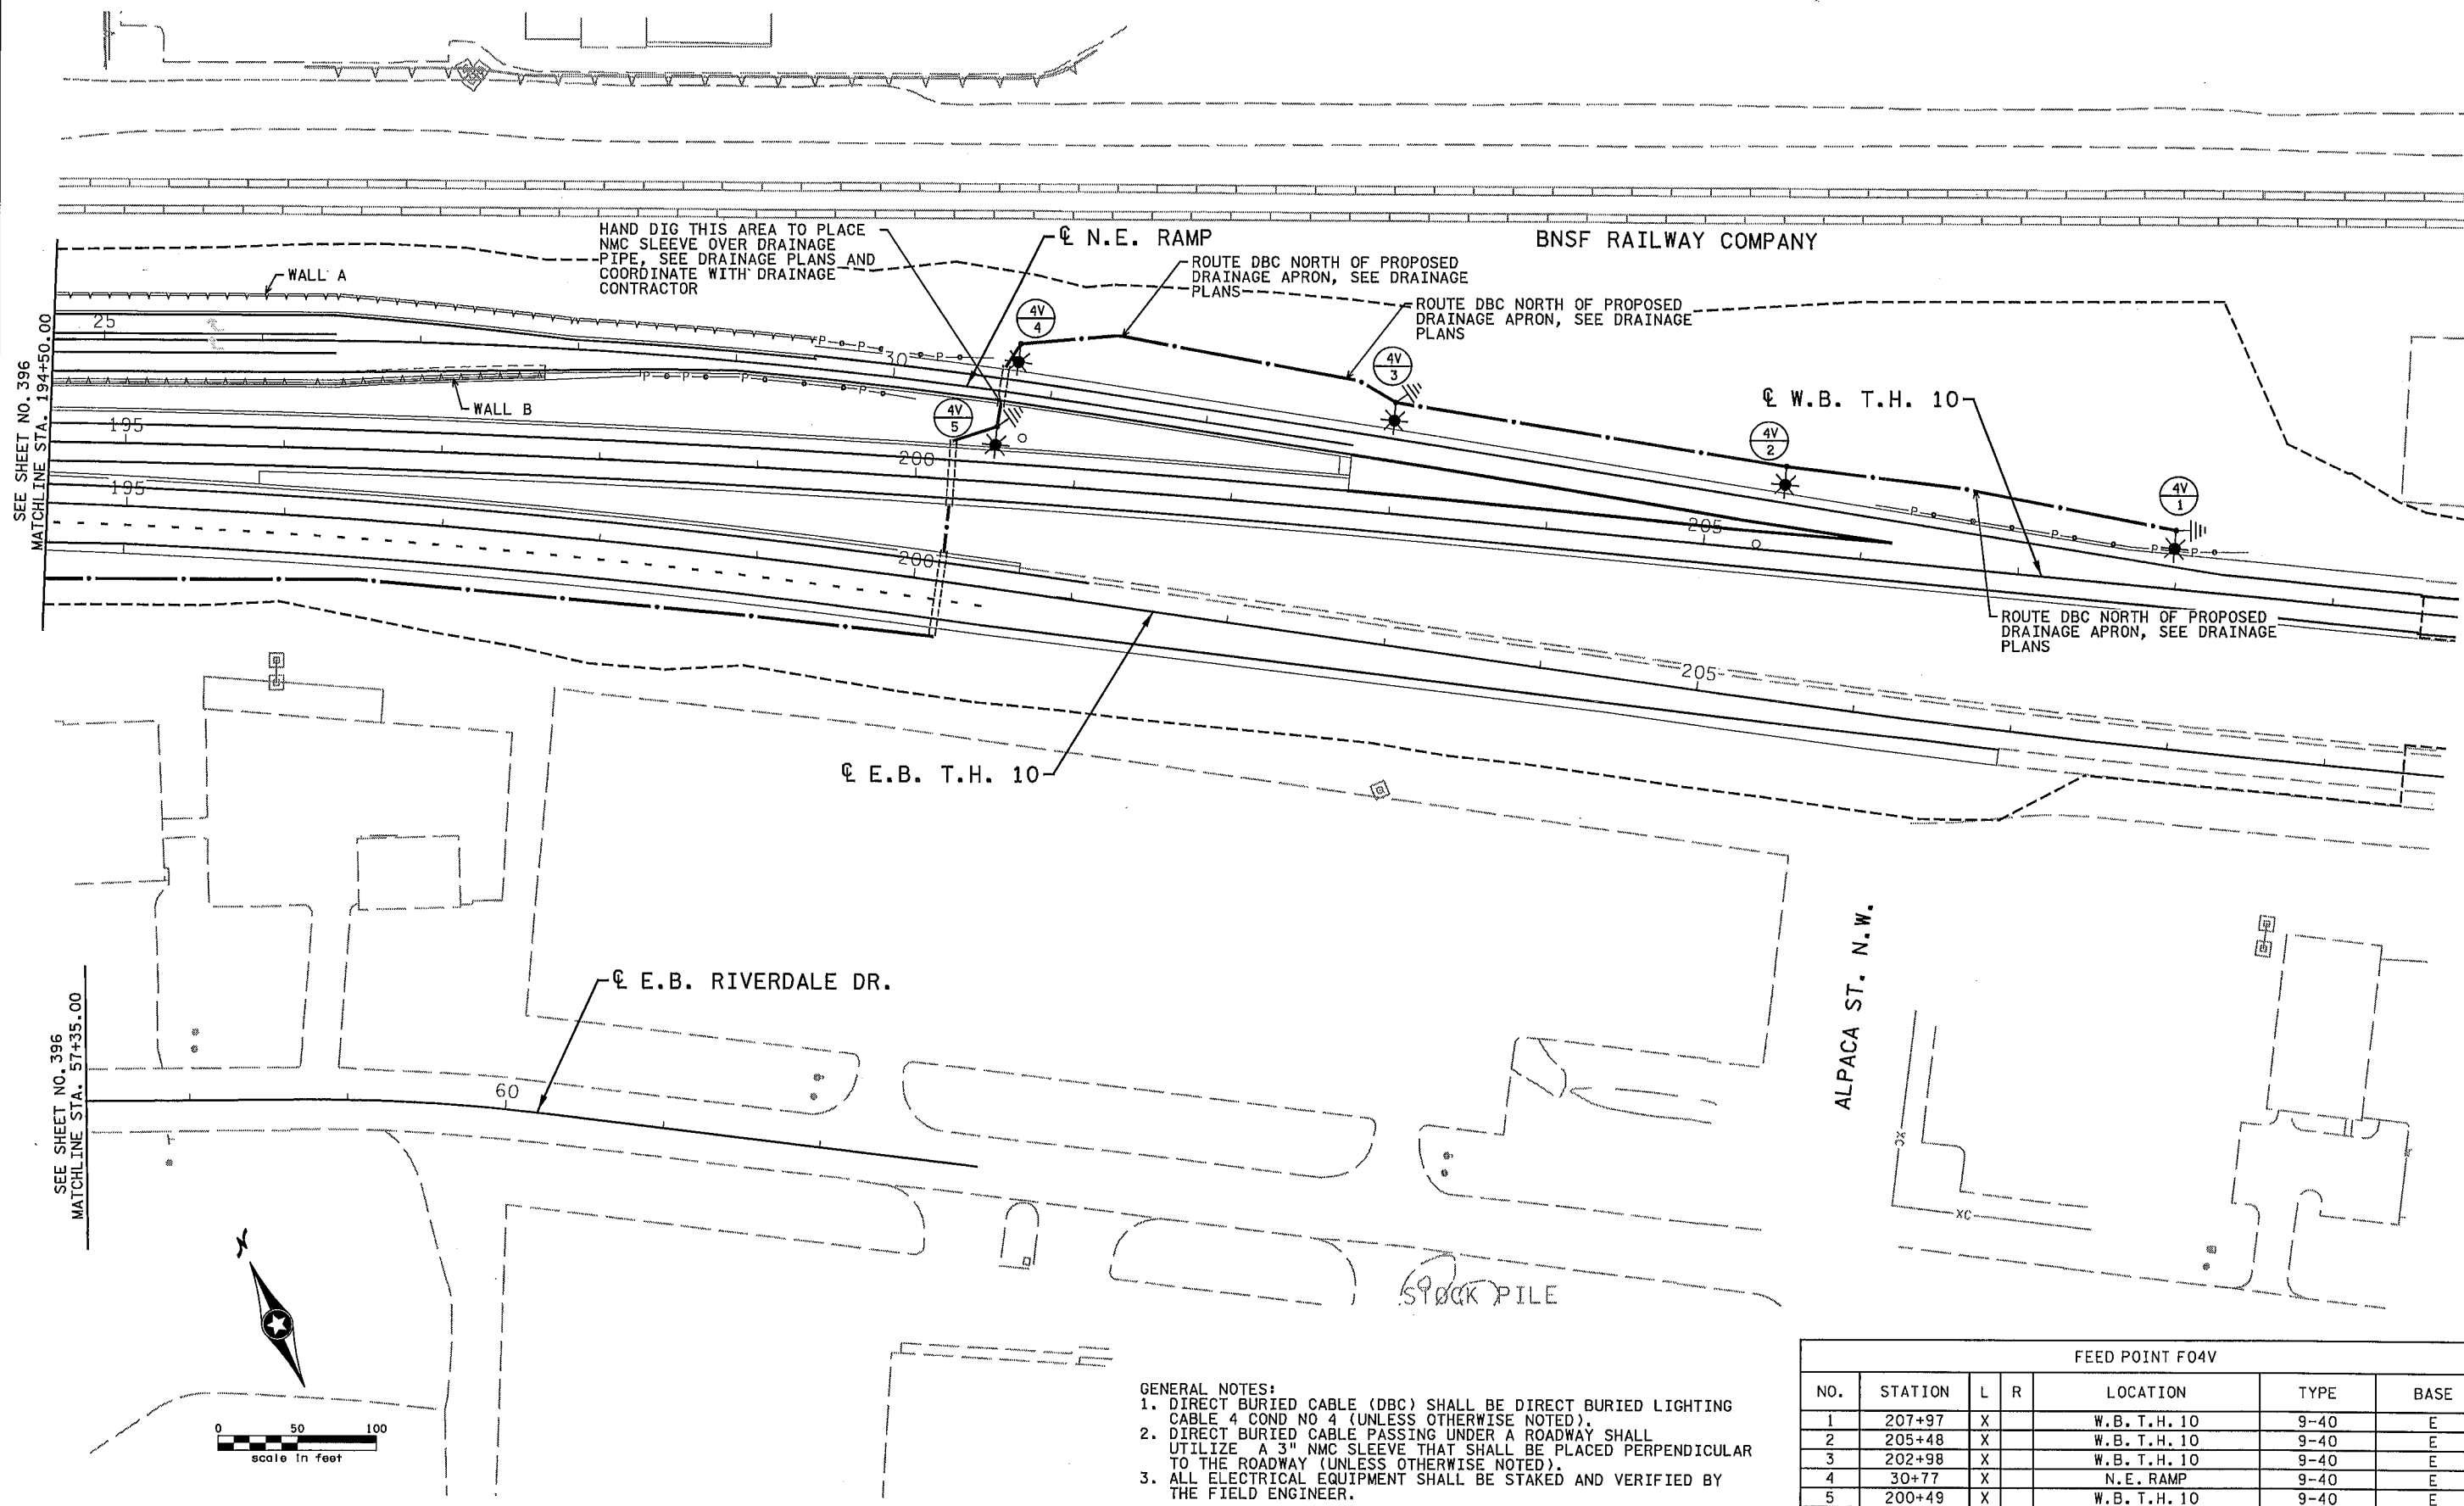 HAND DIG THIS AREA TO PLACE
NMC SLEEVE OVER DRAINAGE
PIPE, SEE DRAINAGE PLANS AND
COORDINATE WITH DRAINAGE
CONTRACTOR
℄ N.E. RAMP
BNSF RAILWAY COMPANY
ROUTE DBC NORTH OF PROPOSED
DRAINAGE APRON, SEE DRAINAGE
PLANS
ROUTE DBC NORTH OF PROPOSED
DRAINAGE APRON, SEE DRAINAGE
PLANS
WALL A
SEE SHEET NO. 396
MATCHLINE STA. 194+50.00
25
30
4V
4
4V
3
℄ W.B. T.H. 10
WALL B
4V
5
4V
2
4V
1
195
200
205
195
200
205
ROUTE DBC NORTH OF PROPOSED
DRAINAGE APRON, SEE DRAINAGE
PLANS
℄ E.B. T.H. 10
℄ E.B. RIVERDALE DR.
ALPACA ST. N.W.
SEE SHEET NO. 396
MATCHLINE STA. 57+35.00
60
XC
XC
N
STOCK PILE
0 50 100
scale in feet
GENERAL NOTES:
1. DIRECT BURIED CABLE (DBC) SHALL BE DIRECT BURIED LIGHTING
CABLE 4 COND NO 4 (UNLESS OTHERWISE NOTED).
2. DIRECT BURIED CABLE PASSING UNDER A ROADWAY SHALL
UTILIZE A 3" NMC SLEEVE THAT SHALL BE PLACED PERPENDICULAR
TO THE ROADWAY (UNLESS OTHERWISE NOTED).
3. ALL ELECTRICAL EQUIPMENT SHALL BE STAKED AND VERIFIED BY
THE FIELD ENGINEER.
FEED POINT F04V
NO. STATION L R LOCATION TYPE BASE
1 207+97 X W.B. T.H. 10 9-40 E
2 205+48 X W.B. T.H. 10 9-40 E
3 202+98 X W.B. T.H. 10 9-40 E
4 30+77 X N.E. RAMP 9-40 E
5 200+49 X W.B. T.H. 10 9-40 E